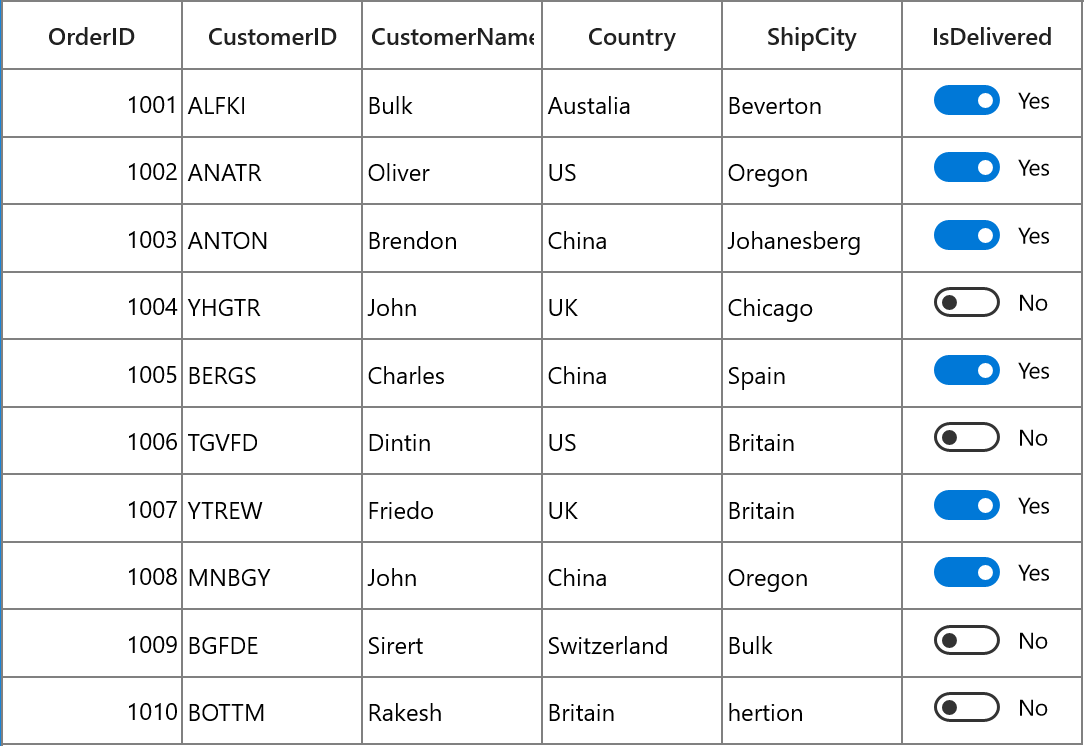 OrderID CustomerID CustomerName Country ShipCity IsDelivered
1001 ALFKI Bulk Austalia Beverton Yes
1002 ANATR Oliver US Oregon Yes
1003 ANTON Brendon China Johanesberg Yes
1004 YHGTR John UK Chicago No
1005 BERGS Charles China Spain Yes
1006 TGVFD Dintin US Britain No
1007 YTREW Friedo UK Britain Yes
1008 MNBGY John China Oregon Yes
1009 BGFDE Sirert Switzerland Bulk No
1010 BOTTM Rakesh Britain hertion No